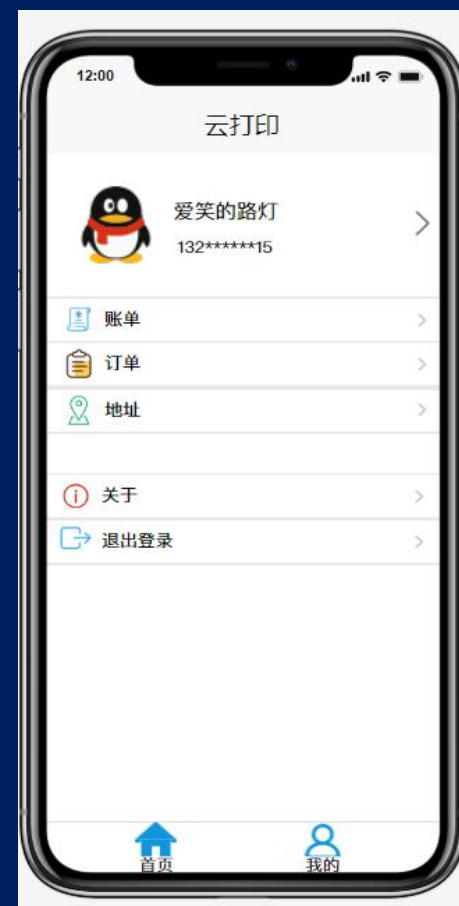 12:00
云打印
爱笑的路灯
132******15
账单
订单
地址
关于
退出登录
首页
我的